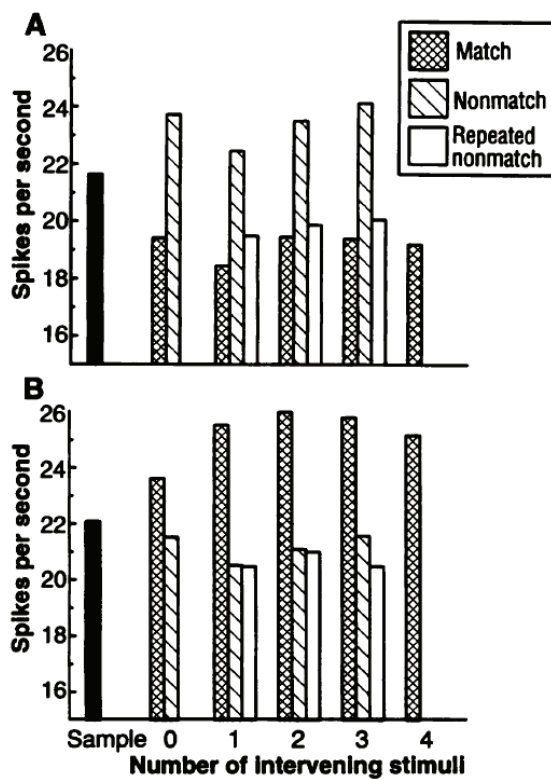 A
26
24
22
20
18
16
Spikes per second
Match
Nonmatch
Repeated
nonmatch
B
26
24
22
20
18
16
Spikes per second
Sample 0 1 2 3 4
Number of intervening stimuli